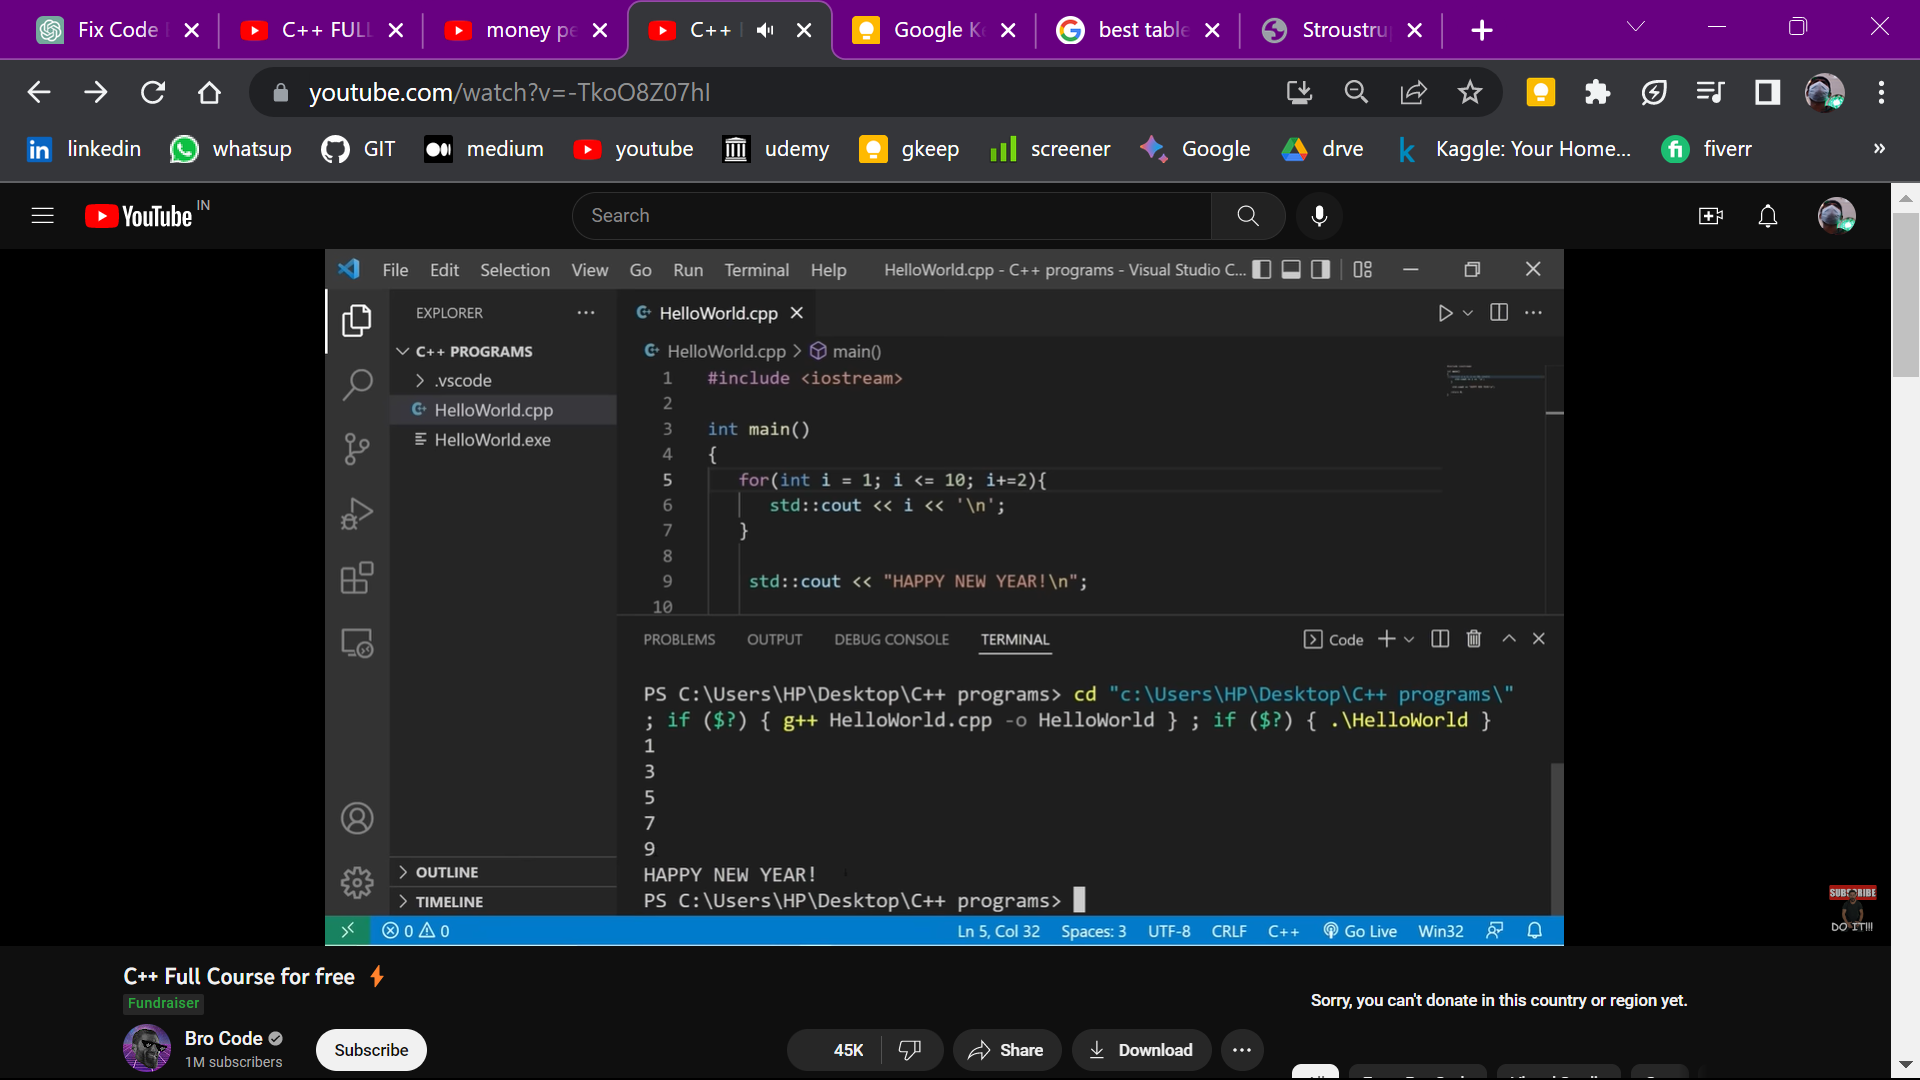 Fix Code
C++ FULL
money pe
C++
Google Ke
best table
Stroustru
youtube.com/watch?v=-TkoO8Z07hI
linkedin
whatsup
GIT
medium
youtube
udemy
gkeep
screener
Google
drve
Kaggle: Your Home...
fiverr
»
YouTube IN
Search
File Edit Selection View Go Run Terminal Help
HelloWorld.cpp - C++ programs - Visual Studio C...
EXPLORER
C++ PROGRAMS
.vscode
HelloWorld.cpp
HelloWorld.exe
OUTLINE
TIMELINE
HelloWorld.cpp
HelloWorld.cpp > main()
1 #include <iostream>
2
3 int main()
4 {
5 for(int i = 1; i <= 10; i+=2){
6 std::cout << i << '\n';
7 }
8
9 std::cout << "HAPPY NEW YEAR!\n";
10
PROBLEMS OUTPUT DEBUG CONSOLE TERMINAL
Code
PS C:\Users\HP\Desktop\C++ programs> cd "c:\Users\HP\Desktop\C++ programs\"
; if ($?) { g++ HelloWorld.cpp -o HelloWorld } ; if ($?) { .\HelloWorld }
1
3
5
7
9
HAPPY NEW YEAR!
PS C:\Users\HP\Desktop\C++ programs>
0 0
Ln 5, Col 32 Spaces: 3 UTF-8 CRLF C++ Go Live Win32
SUBSCRIBE
DO IT!!!
C++ Full Course for free
Fundraiser
Sorry, you can't donate in this country or region yet.
Bro Code
1M subscribers
Subscribe
45K
Share
Download